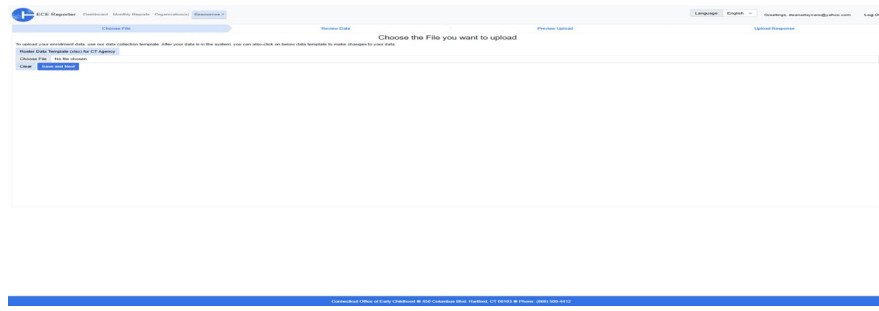 ECE Reporter Dashboard Monthly Reports Organization(s) Resources Language: English Greetings, Log O
Choose File Review Data Preview Upload Upload Response
Choose the File you want to upload
To upload your enrollment data, use our data collection template. After your data is in the system, you can also click on below data template to make changes to your data.
Roster Data Template (xlsx) for CT Agency
Choose File No file chosen
Clear Save and Next
Connecticut Office of Early Childhood 450 Columbus Blvd. Hartford, CT 06103 Phone: (860) 500-4412